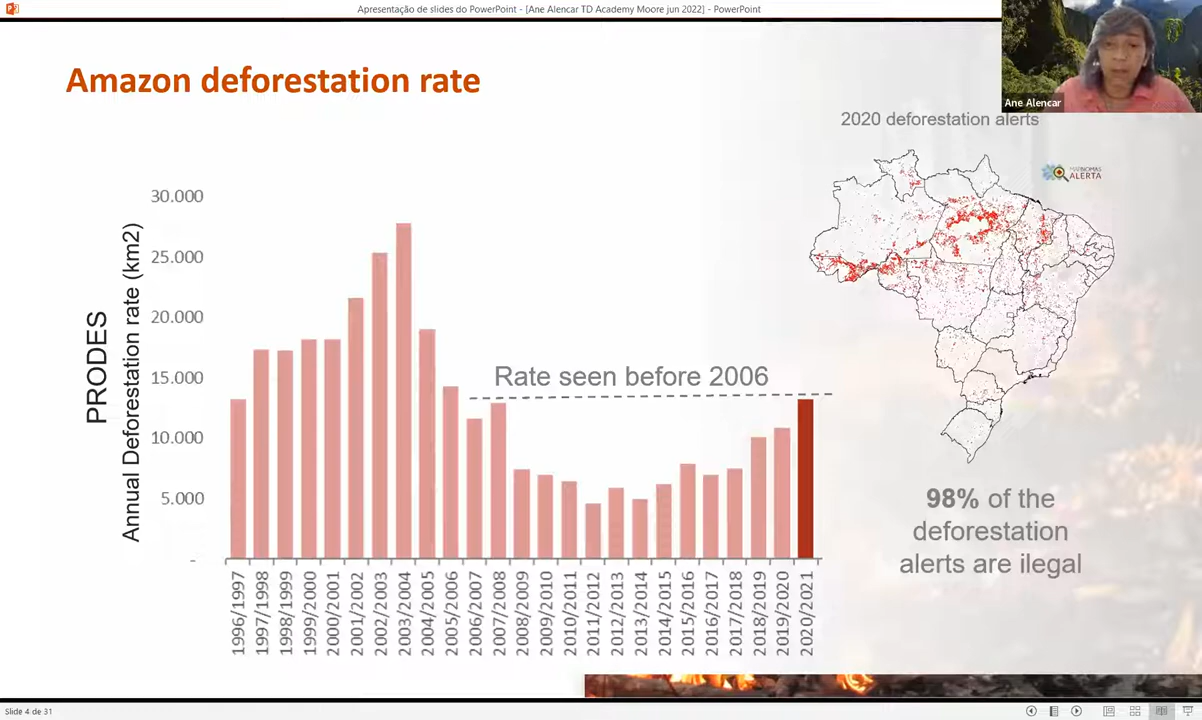 Apresentação de slides do PowerPoint - [Ane Alencar TD Academy Moore jun 2022] - PowerPoint
Amazon deforestation rate
Ane Alencar
2020 deforestation alerts
MAPBIOMAS
ALERTA
PRODES
Annual Deforestation rate (km2)
30.000
25.000
20.000
15.000
10.000
5.000
-
Rate seen before 2006
1996/1997
1997/1998
1998/1999
1999/2000
2000/2001
2001/2002
2002/2003
2003/2004
2004/2005
2005/2006
2006/2007
2007/2008
2008/2009
2009/2010
2010/2011
2011/2012
2012/2013
2013/2014
2014/2015
2015/2016
2016/2017
2017/2018
2018/2019
2019/2020
2020/2021
98% of the
deforestation
alerts are ilegal
Slide 4 de 31